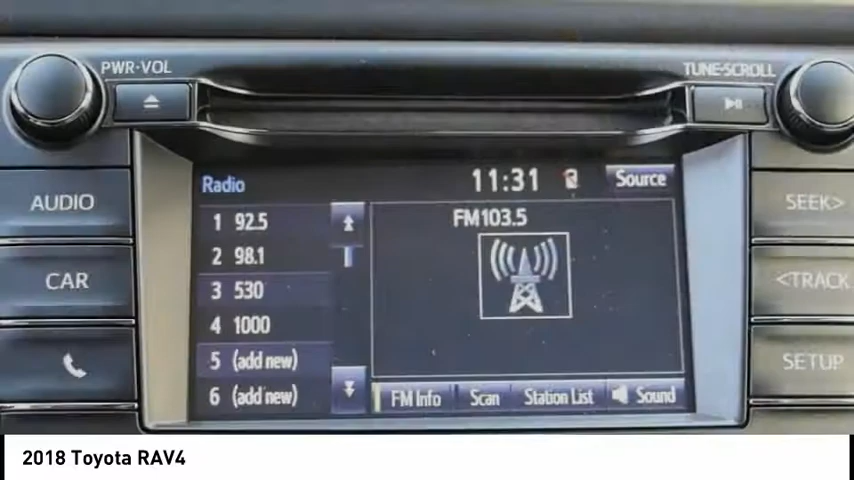 PWR·VOL
TUNE·SCROLL
Radio
11:31
Source
AUDIO
SEEK>
1 92.5
FM103.5
2 98.1
CAR
<TRACK
3 530
4 1000
5 (add new)
SETUP
6 (add new)
FM Info
Scan
Station List
Sound
2018 Toyota RAV4